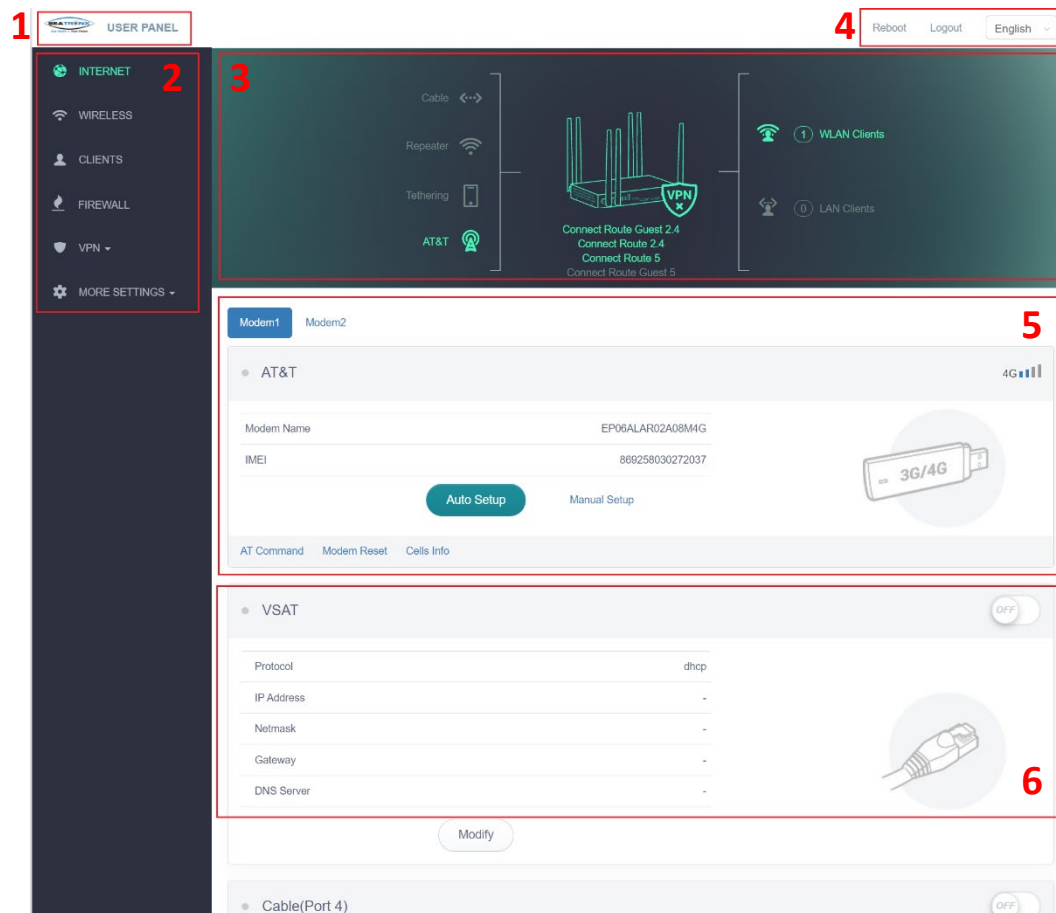 1
SEATRENX
USER PANEL
4
Reboot
Logout
English
2
INTERNET
WIRELESS
CLIENTS
FIREWALL
VPN
MORE SETTINGS
3
Cable
Repeater
Tethering
AT&T
VPN
Connect Route Guest 2.4
Connect Route 2.4
Connect Route 5
Connect Route Guest 5
1 WLAN Clients
0 LAN Clients
5
Modem1 Modem2
AT&T
4G
Modem Name EP06ALAR02A08M4G
IMEI 869258030272037
3G/4G
Auto Setup Manual Setup
AT Command Modem Reset Cells Info
VSAT
OFF
Protocol dhcp
IP Address -
Netmask -
Gateway -
DNS Server -
6
Modify
Cable(Port 4)
OFF